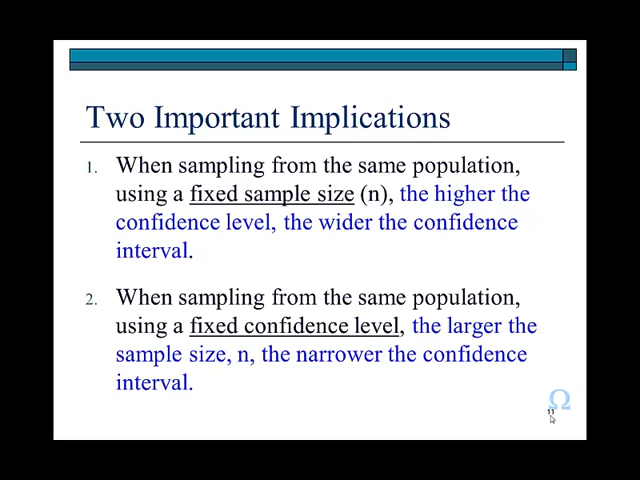 Two Important Implications
1. When sampling from the same population,
using a fixed sample size (n), the higher the
confidence level, the wider the confidence
interval.
2. When sampling from the same population,
using a fixed confidence level, the larger the
sample size, n, the narrower the confidence
interval.
Ω
11